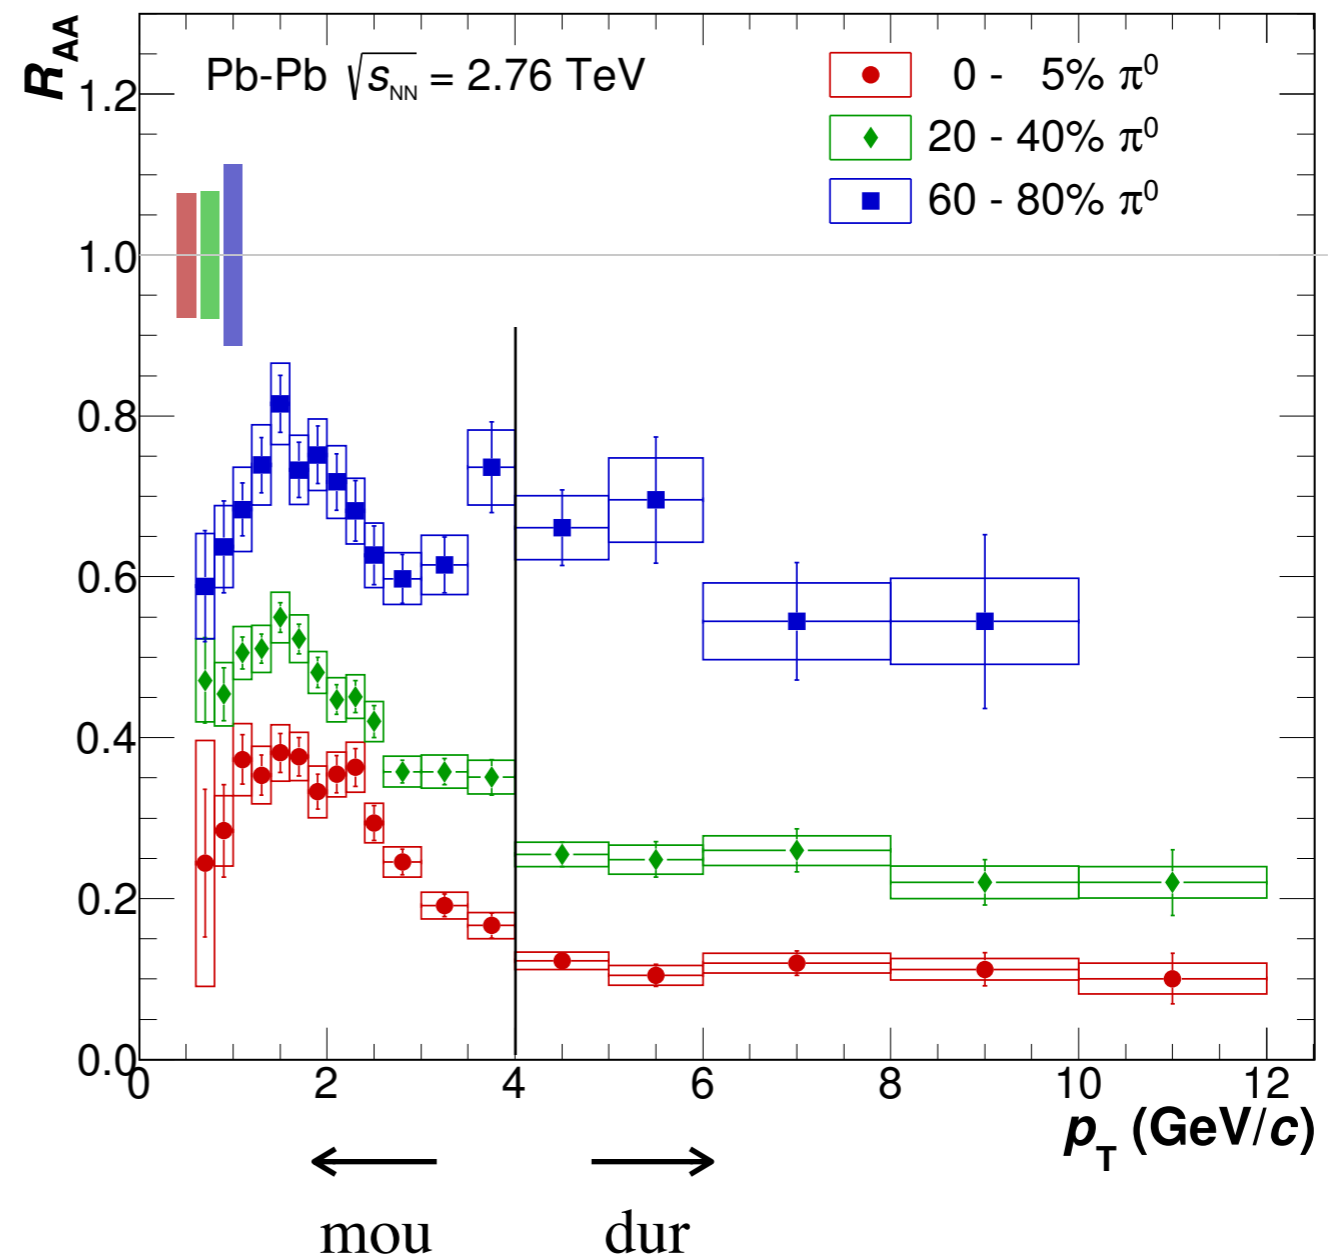 R_AA
Pb-Pb √s_NN = 2.76 TeV
0 - 5% π⁰
20 - 40% π⁰
60 - 80% π⁰
1.2
1.0
0.8
0.6
0.4
0.2
0.0
0 2 4 6 8 10 12
p_T (GeV/c)
mou dur